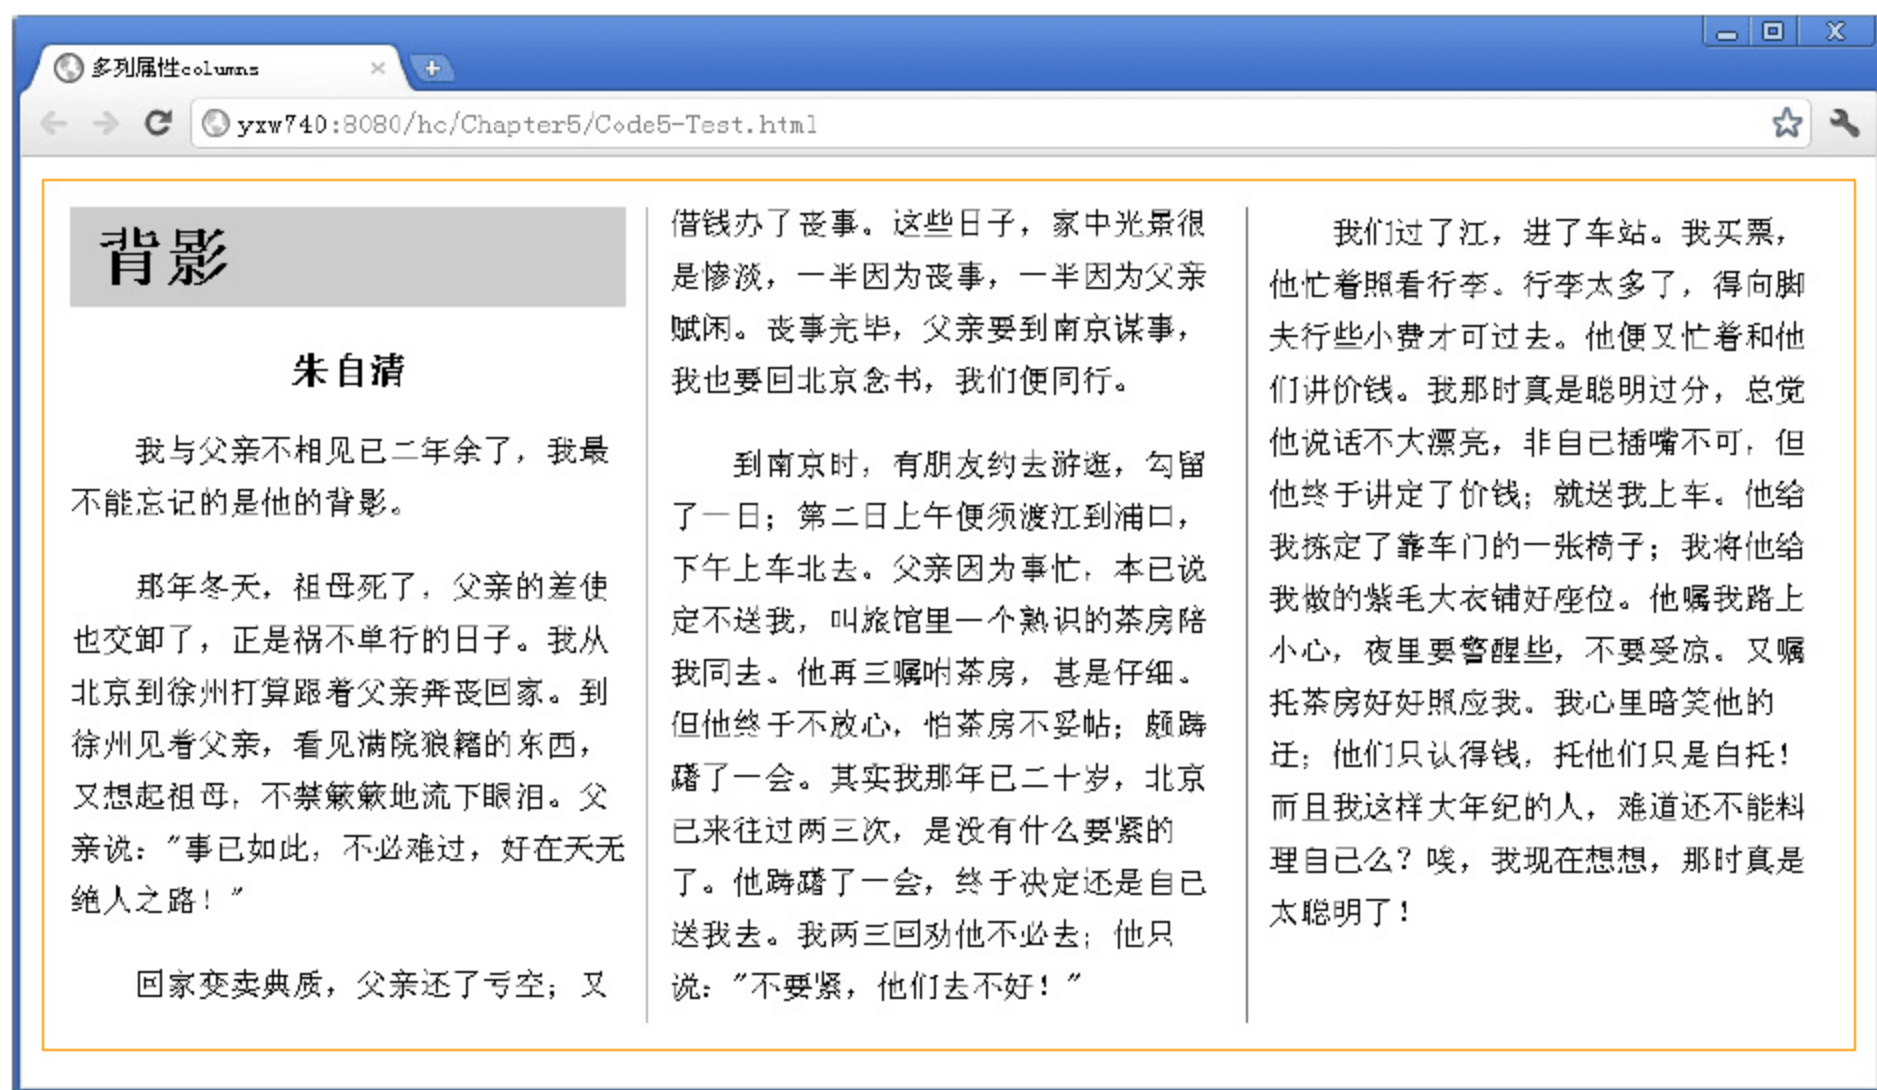 多列属性columns
yxw740:8080/hc/Chapter5/Code5-Test.html
背影
朱自清
我与父亲不相见已二年余了，我最
不能忘记的是他的背影。
那年冬天，祖母死了，父亲的差使
也交卸了，正是祸不单行的日子。我从
北京到徐州打算跟着父亲奔丧回家。到
徐州见着父亲，看见满院狼籍的东西，
又想起祖母，不禁簌簌地流下眼泪。父
亲说："事已如此，不必难过，好在天无
绝人之路！"
回家变卖典质，父亲还了亏空；又
借钱办了丧事。这些日子，家中光景很
是惨淡，一半因为丧事，一半因为父亲
赋闲。丧事完毕，父亲要到南京谋事，
我也要回北京念书，我们便同行。
到南京时，有朋友约去游逛，勾留
了一日；第二日上午便须渡江到浦口，
下午上车北去。父亲因为事忙，本已说
定不送我，叫旅馆里一个熟识的茶房陪
我同去。他再三嘱咐茶房，甚是仔细。
但他终于不放心，怕茶房不妥帖；颇踌
躇了一会。其实我那年已二十岁，北京
已来往过两三次，是没有什么要紧的
了。他踌躇了一会，终于决定还是自己
送我去。我两三回劝他不必去；他只
说："不要紧，他们去不好！"
我们过了江，进了车站。我买票，
他忙着照看行李。行李太多了，得向脚
夫行些小费才可过去。他便又忙着和他
们讲价钱。我那时真是聪明过分，总觉
他说话不大漂亮，非自己插嘴不可，但
他终于讲定了价钱；就送我上车。他给
我拣定了靠车门的一张椅子；我将他给
我做的紫毛大衣铺好座位。他嘱我路上
小心，夜里要警醒些，不要受凉。又嘱
托茶房好好照应我。我心里暗笑他的
迂；他们只认得钱，托他们只是白托！
而且我这样大年纪的人，难道还不能料
理自己么？唉，我现在想想，那时真是
太聪明了！